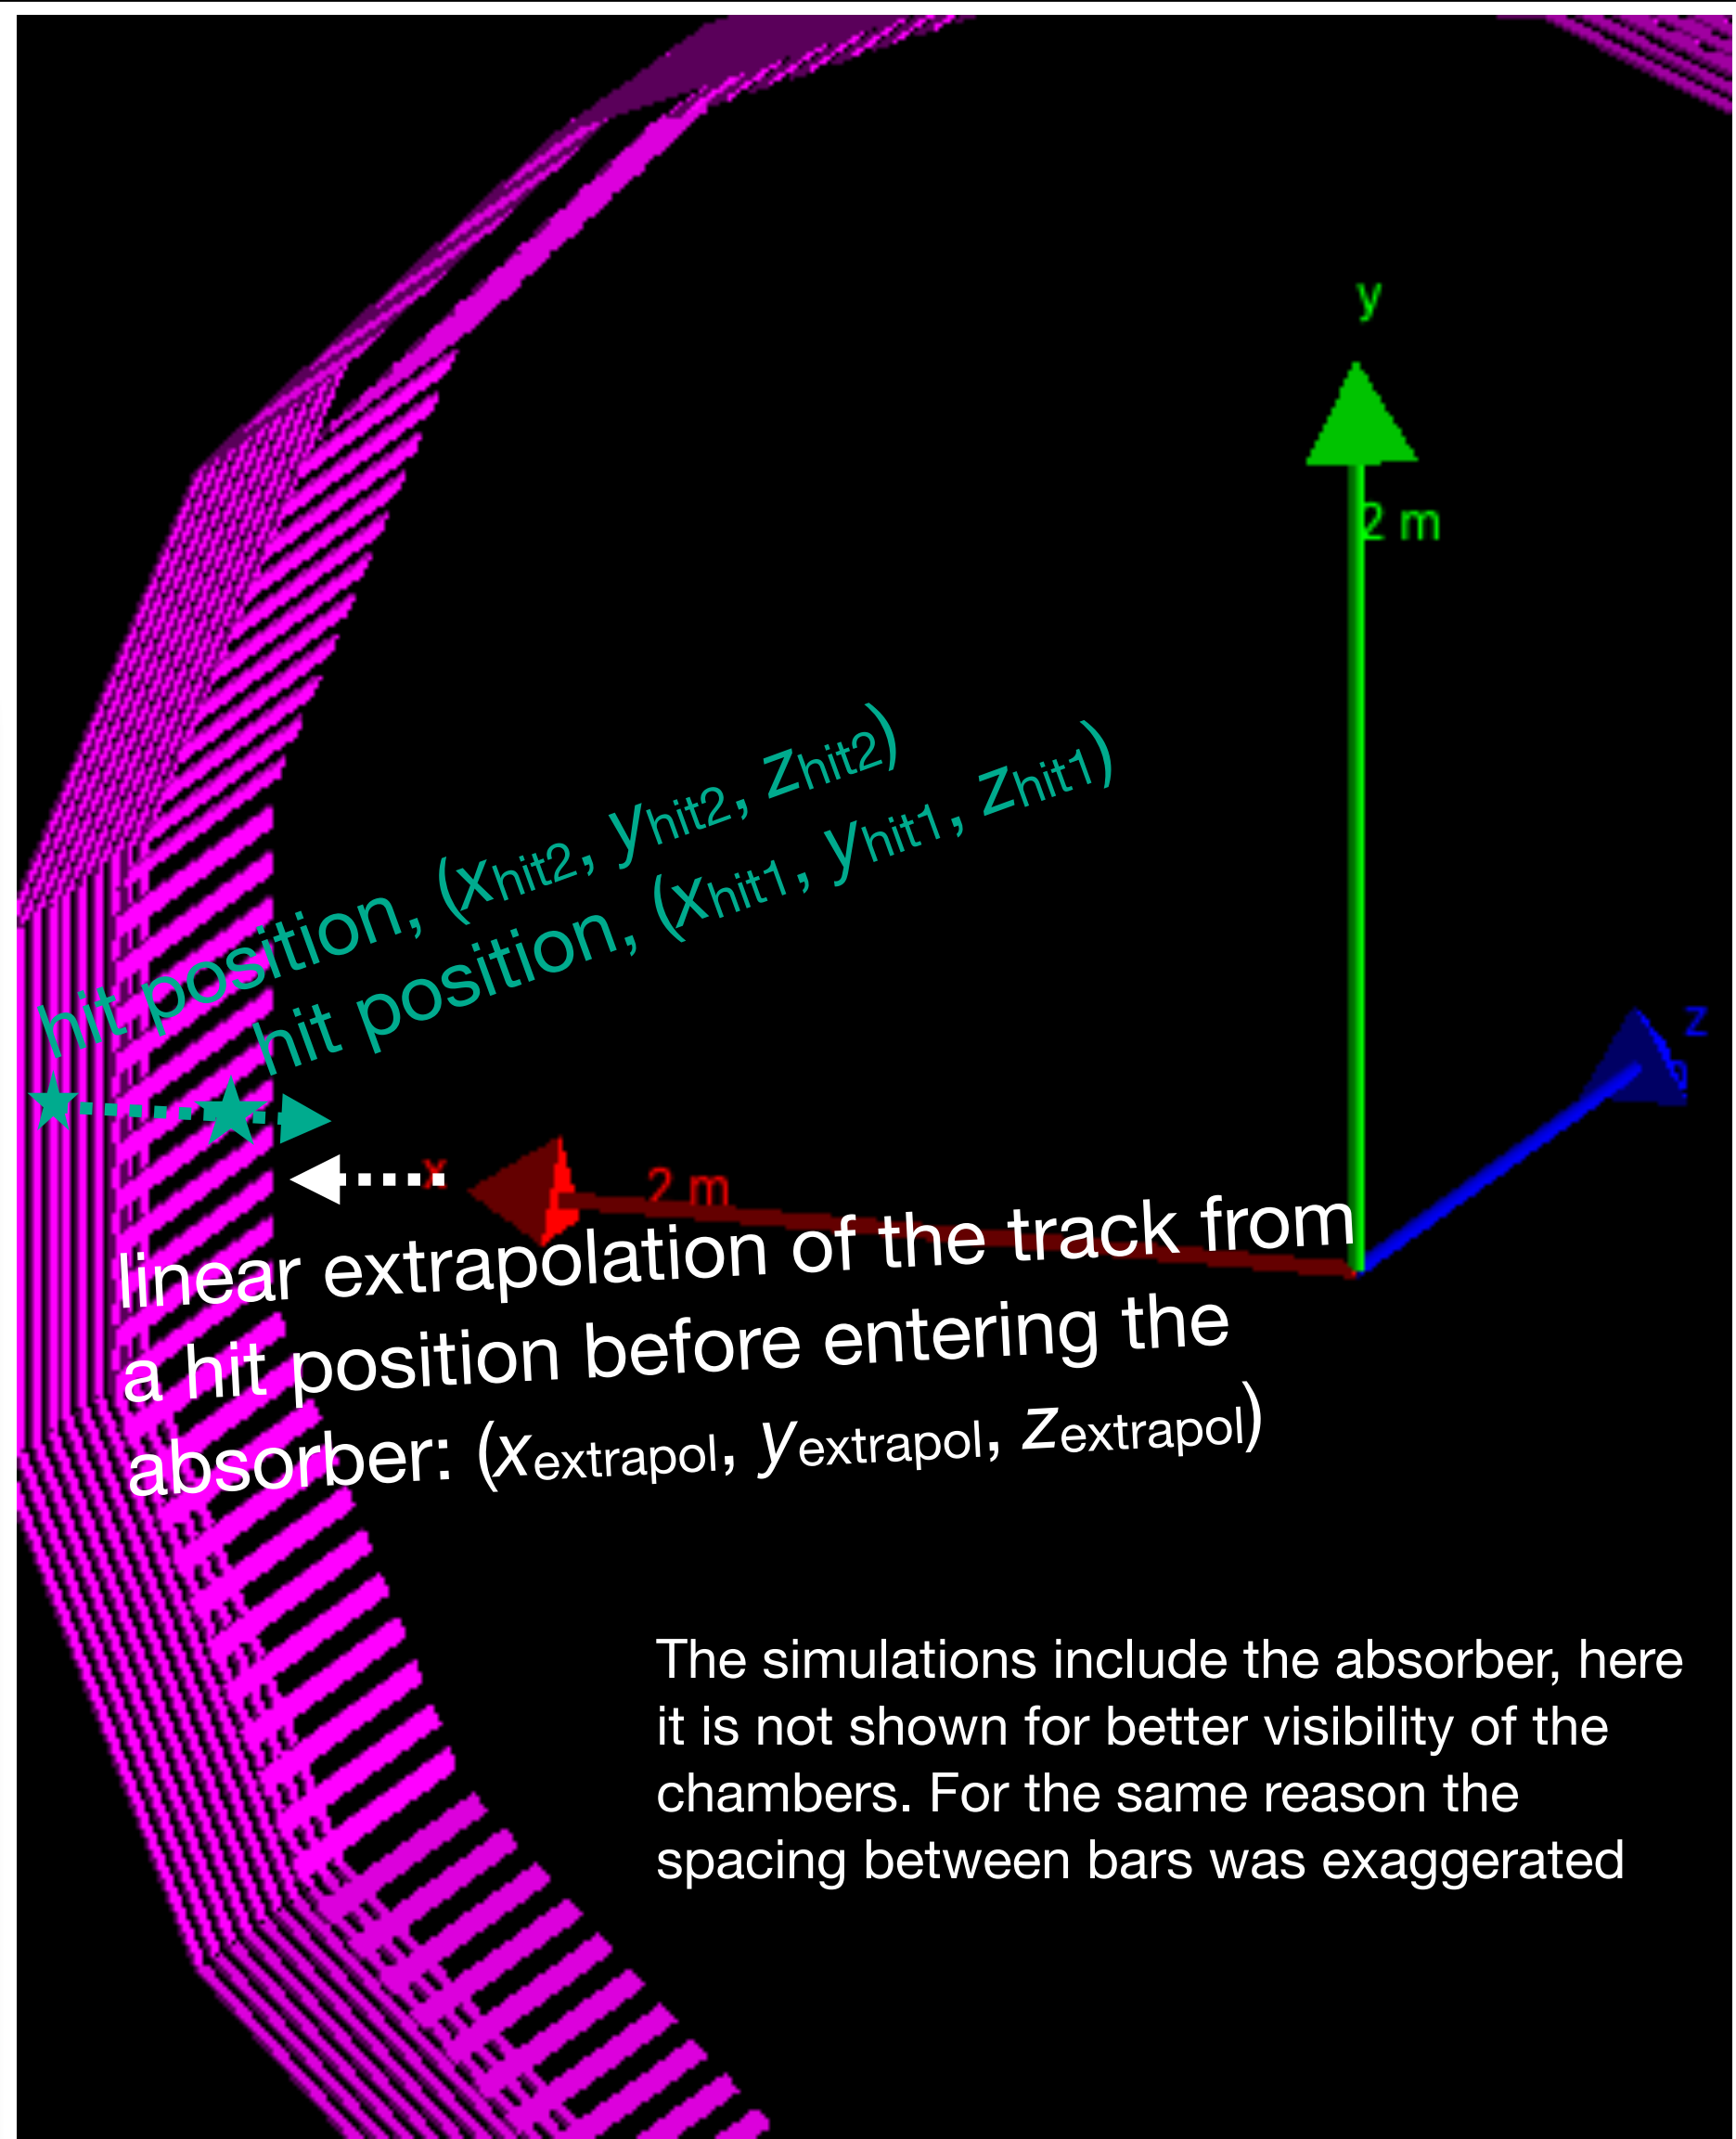 y
2 m
hit position, (xhit2, yhit2, zhit2)
hit position, (xhit1, yhit1, zhit1)
z
x
2 m
linear extrapolation of the track from
a hit position before entering the
absorber: (xextrapol, yextrapol, zextrapol)
The simulations include the absorber, here
it is not shown for better visibility of the
chambers. For the same reason the
spacing between bars was exaggerated